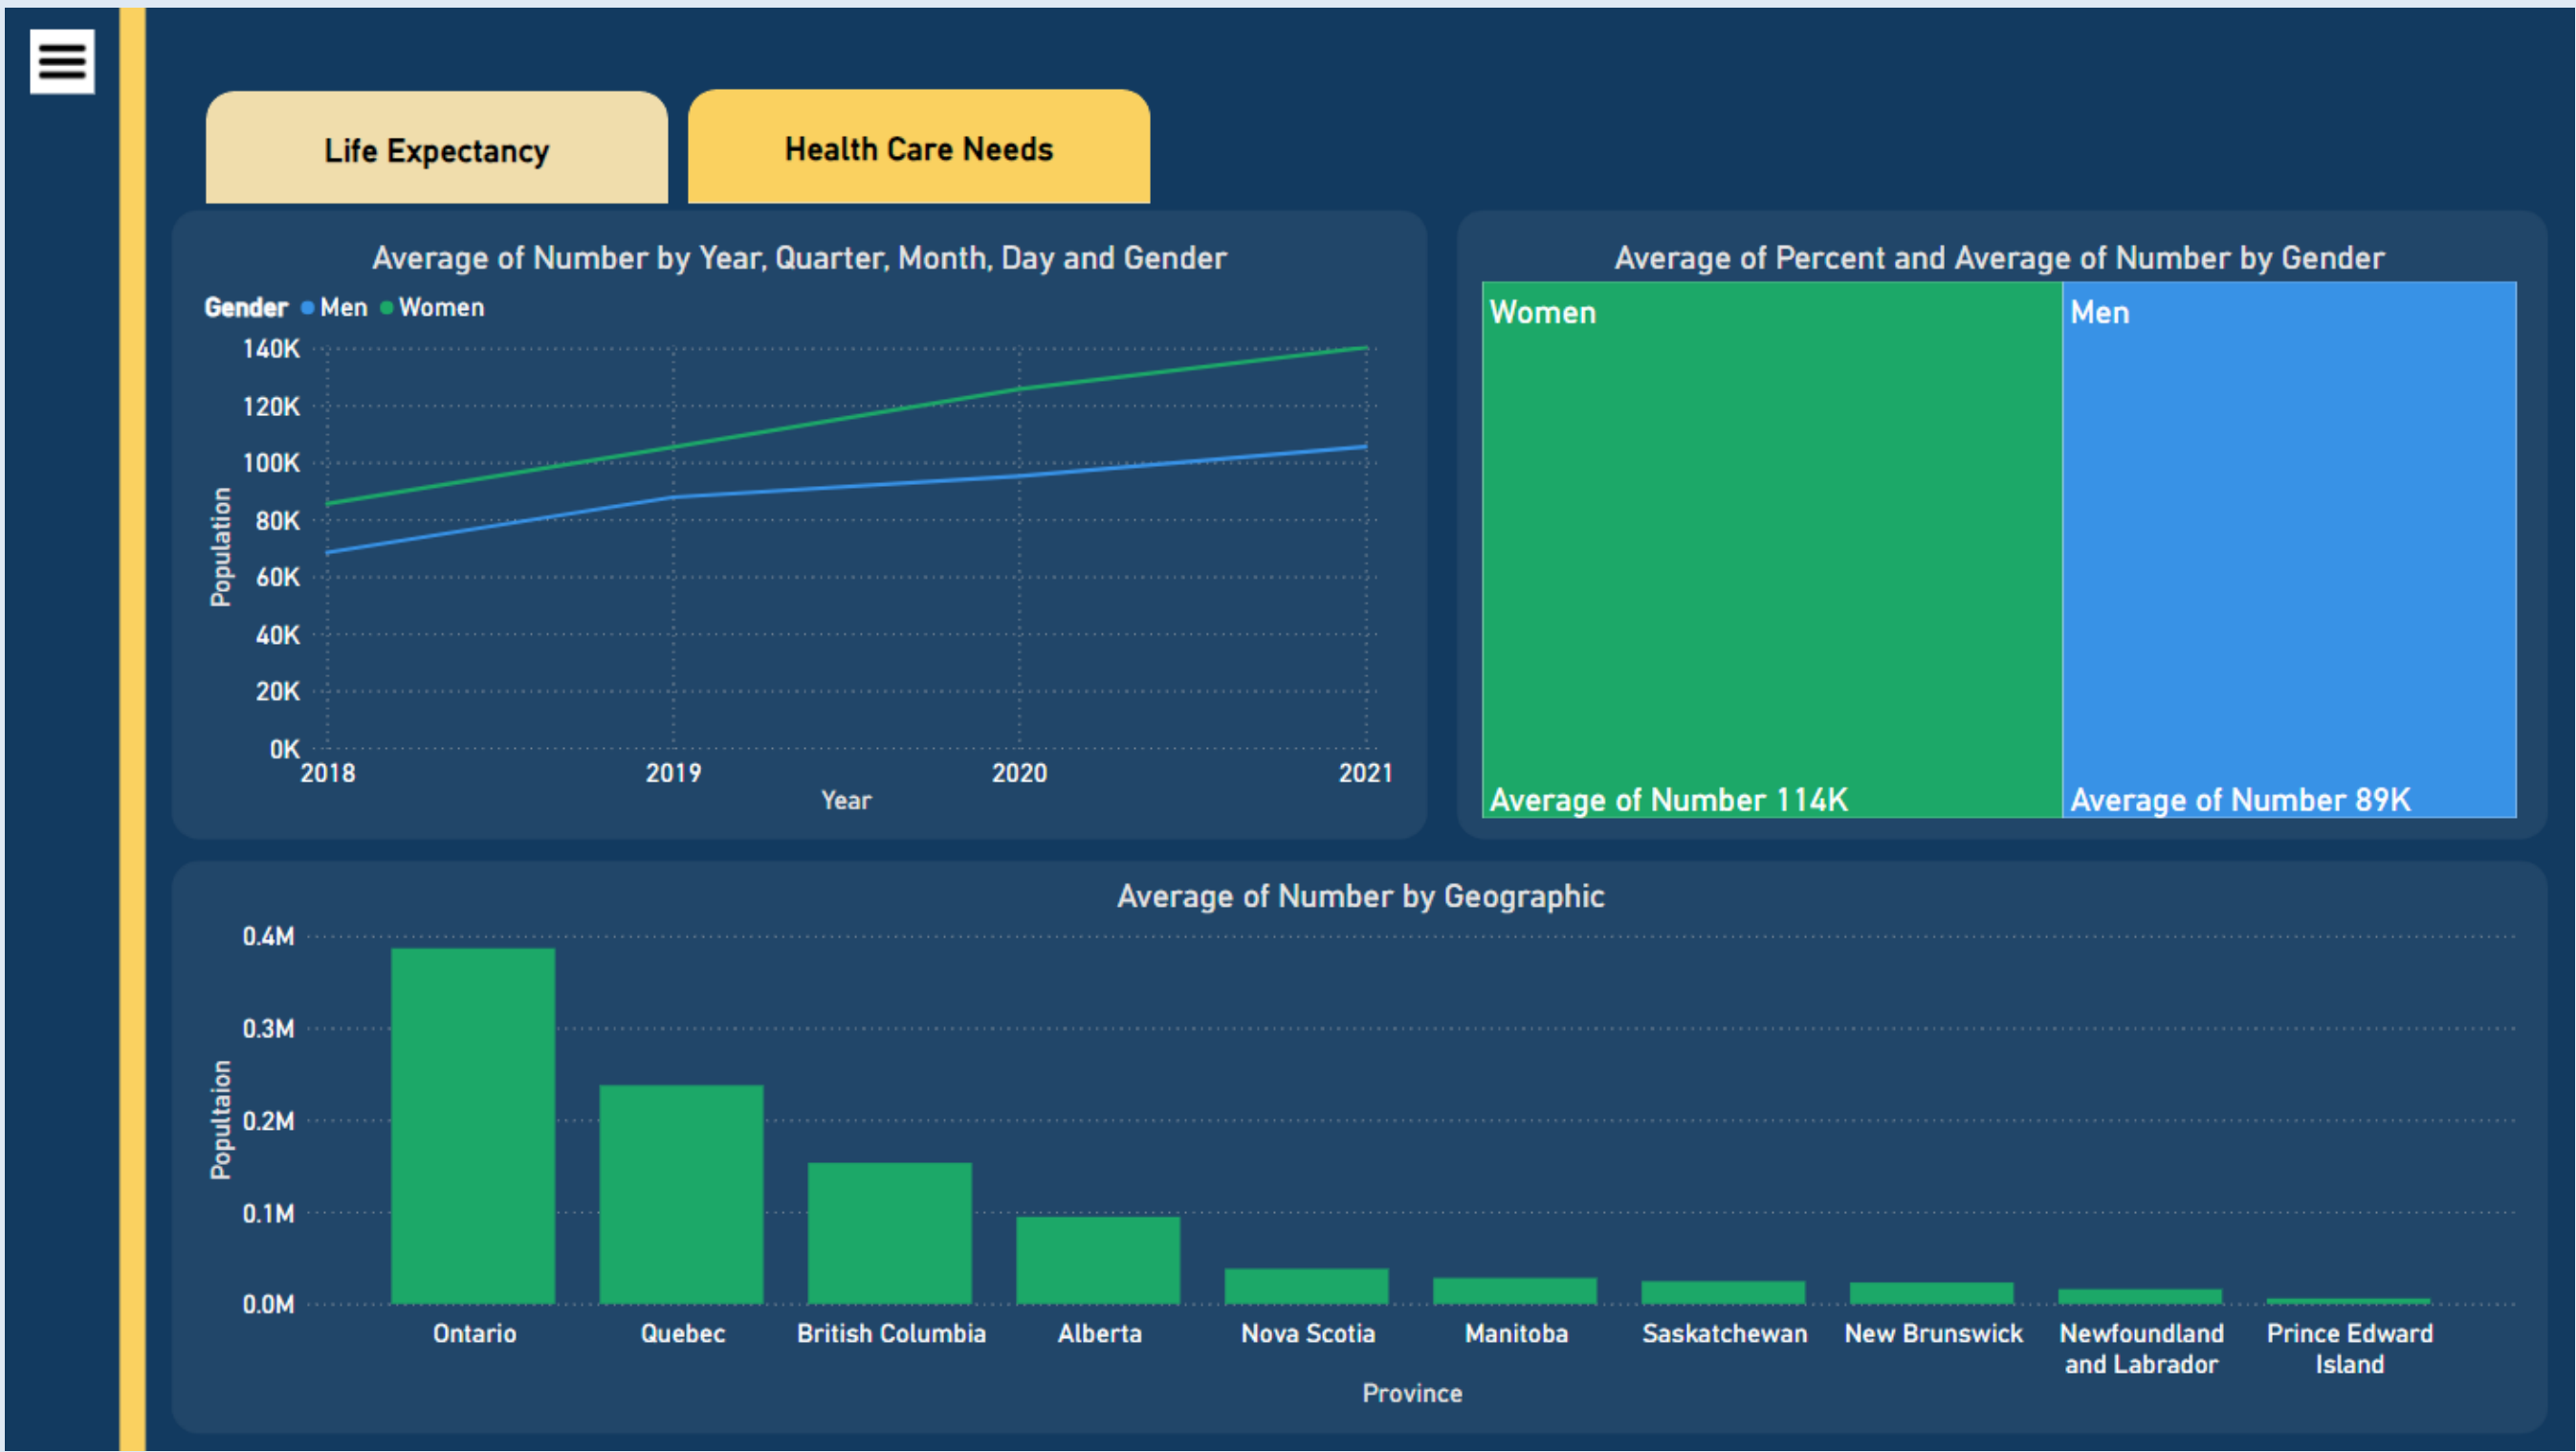 Life Expectancy
Health Care Needs
Average of Number by Year, Quarter, Month, Day and Gender
Gender Men Women
140K
120K
100K
80K
60K
40K
20K
0K
Population
2018 2019 2020 2021
Year
Average of Percent and Average of Number by Gender
Women
Average of Number 114K
Men
Average of Number 89K
Average of Number by Geographic
0.4M
0.3M
0.2M
0.1M
0.0M
Popultaion
Ontario Quebec British Columbia Alberta Nova Scotia Manitoba Saskatchewan New Brunswick Newfoundland and Labrador Prince Edward Island
Province